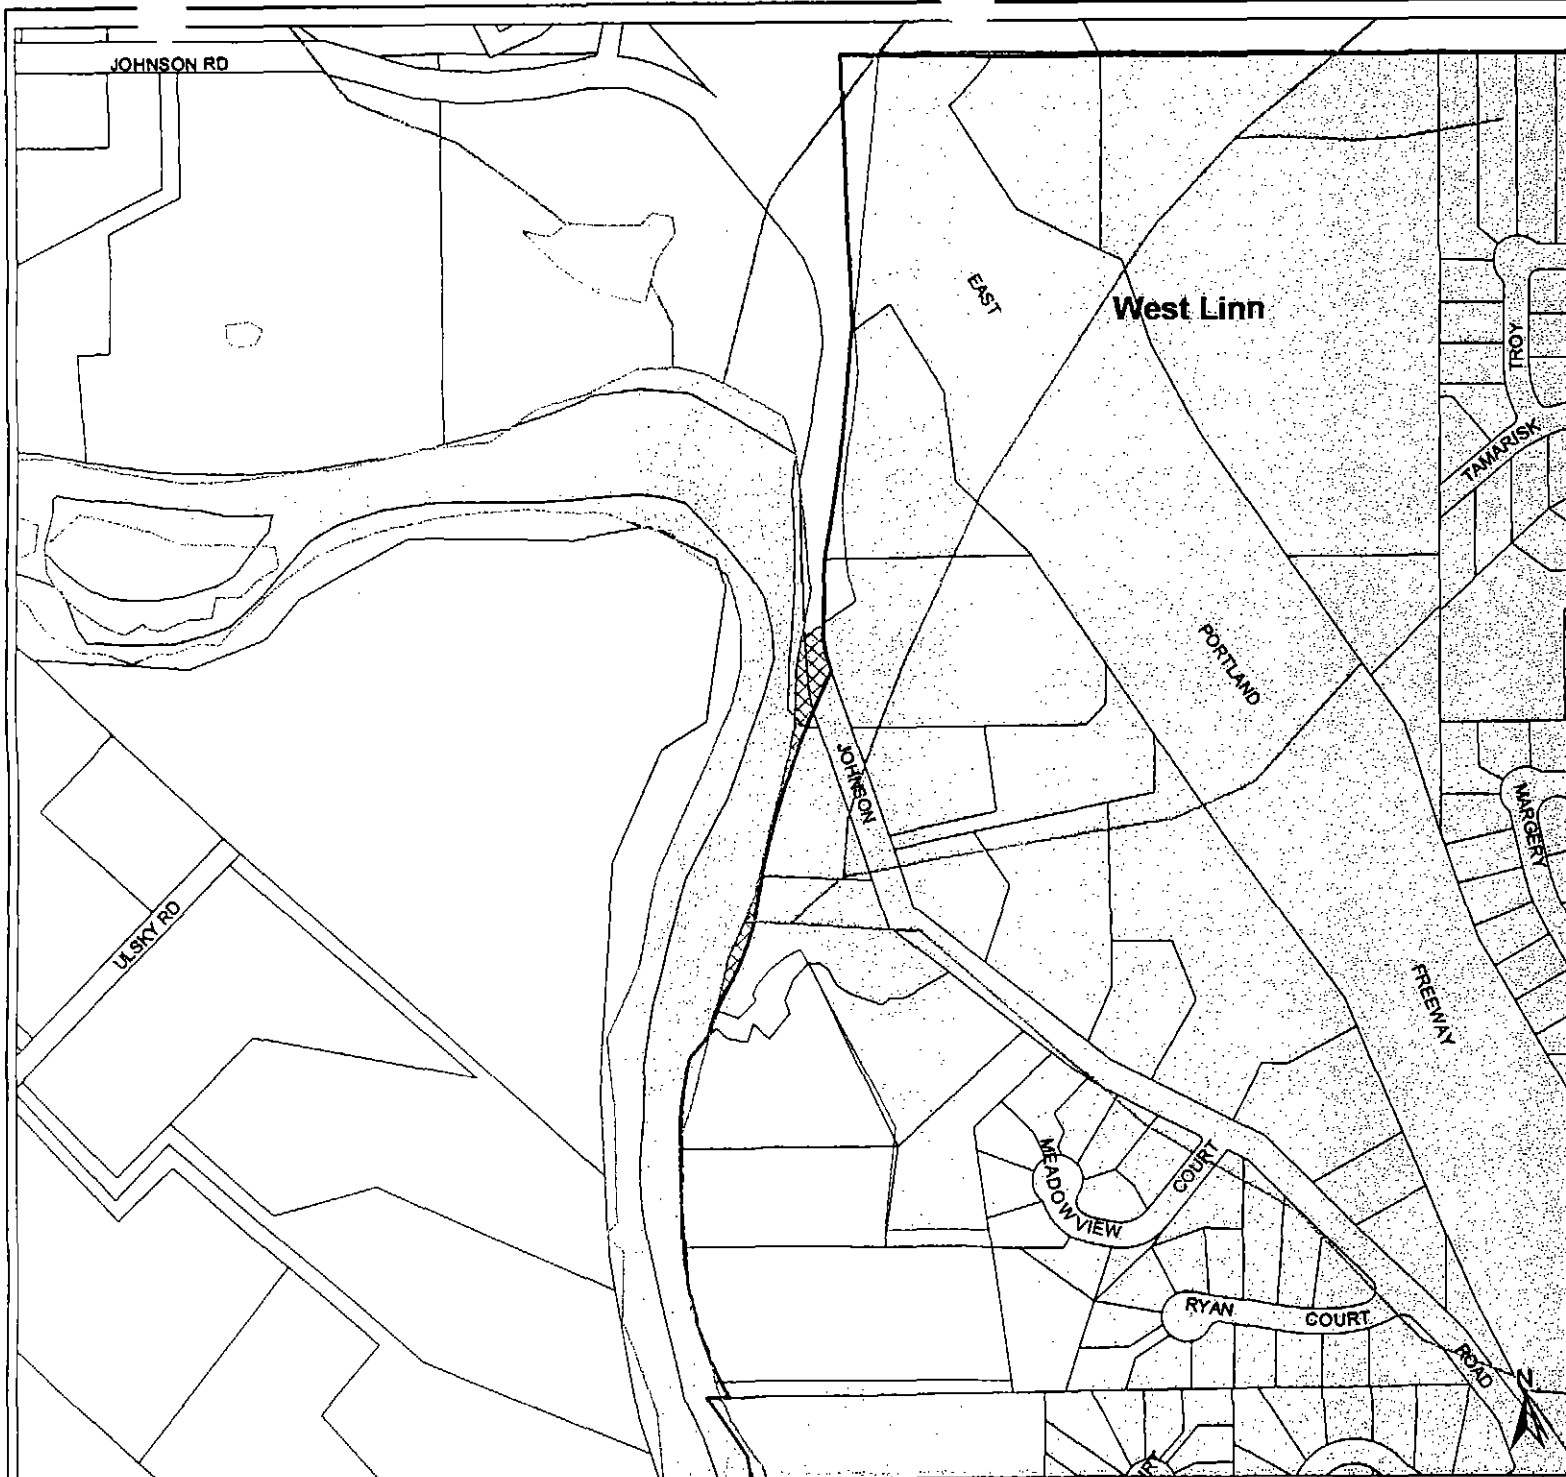 JOHNSON RD
EAST
West Linn
TROY
TAMARISK
PORTLAND
JOHNSON
MARGERY
ULSKY RD
FREEWAY
MEADOWVIEW
COURT
RYAN
COURT
ROAD
N